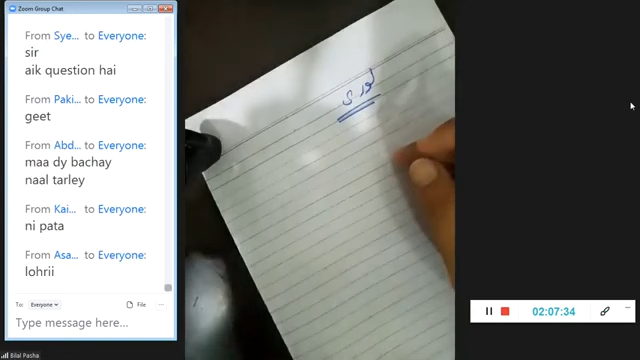 Zoom Group Chat
From Sye... to Everyone:
sir
aik question hai
From Paki... to Everyone:
geet
From Abd... to Everyone:
maa dy bachay
naal tarley
From Kai... to Everyone:
ni pata
From Asa... to Everyone:
lohrii
To: Everyone File ...
Type message here...
Bilal Pasha
02:07:34